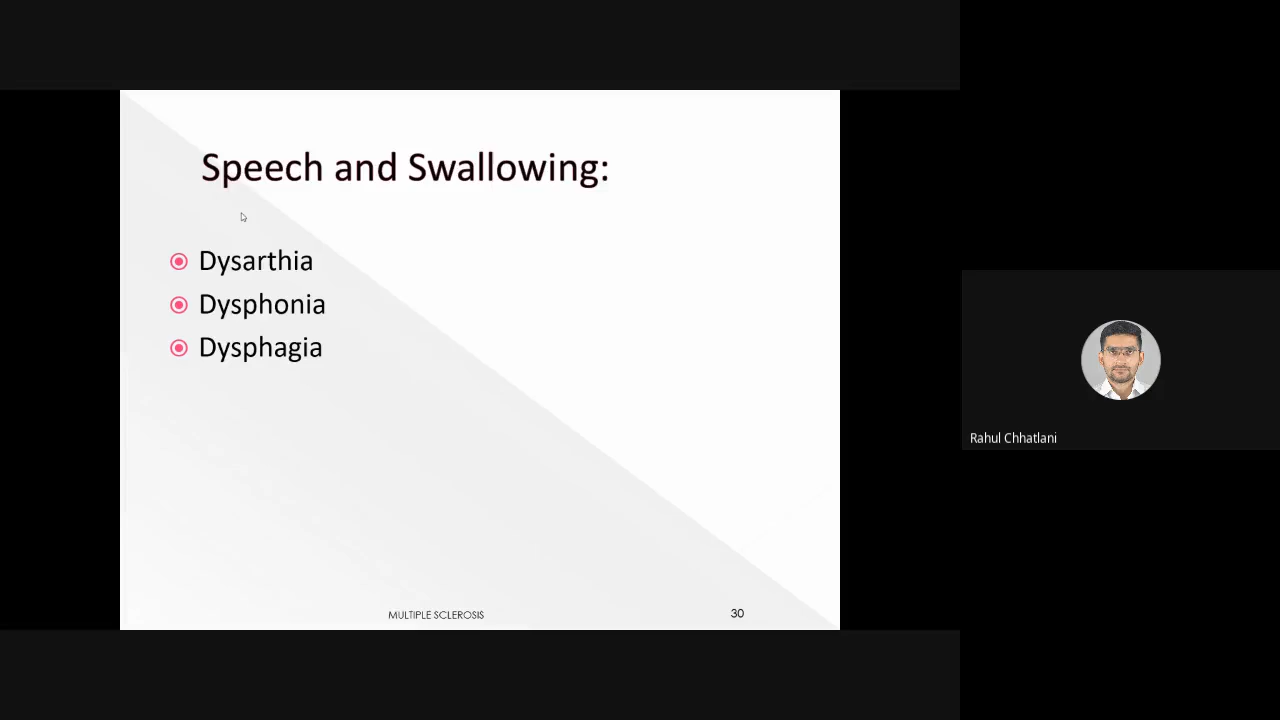 Speech and Swallowing:
Dysarthia
Dysphonia
Dysphagia
MULTIPLE SCLEROSIS
30
Rahul Chhatlani